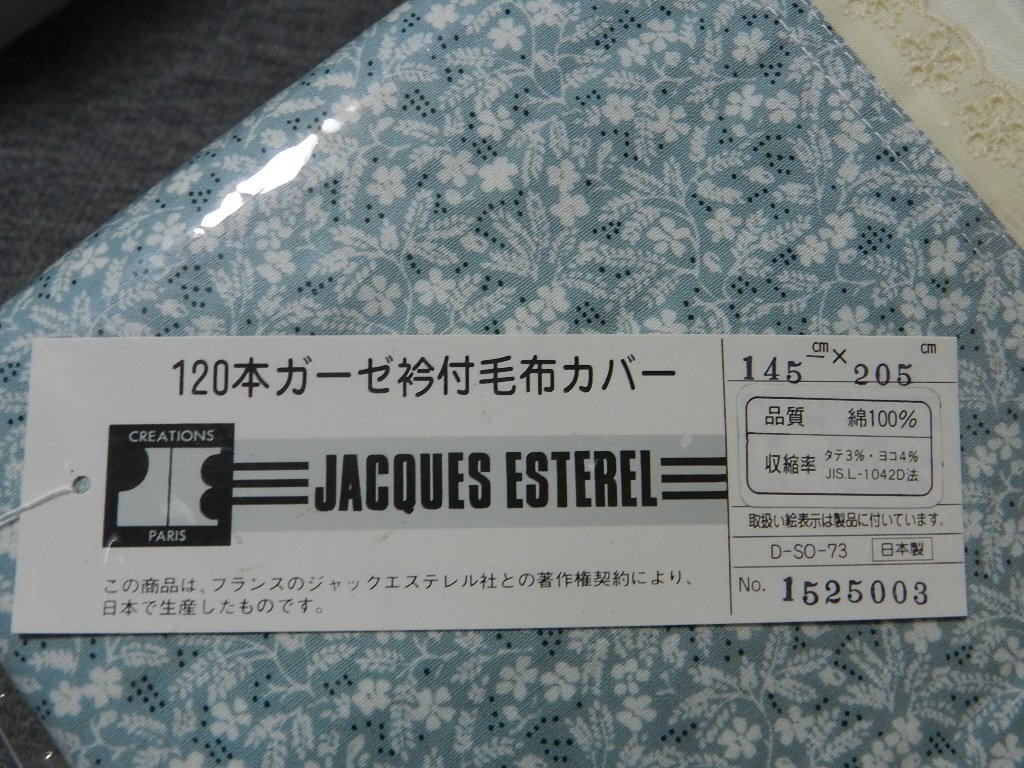 120本ガーゼ衿付毛布カバー
CREATIONS
PARIS
JACQUES ESTEREL
この商品は、フランスのジャックエステレル社との著作権契約により、
日本で生産したものです。
145cm×205cm
品質 綿100%
収縮率 タテ3%・ヨコ4%
JIS.L-1042D法
取扱い絵表示は製品に付いています。
D-SO-73 日本製
No. 1525003